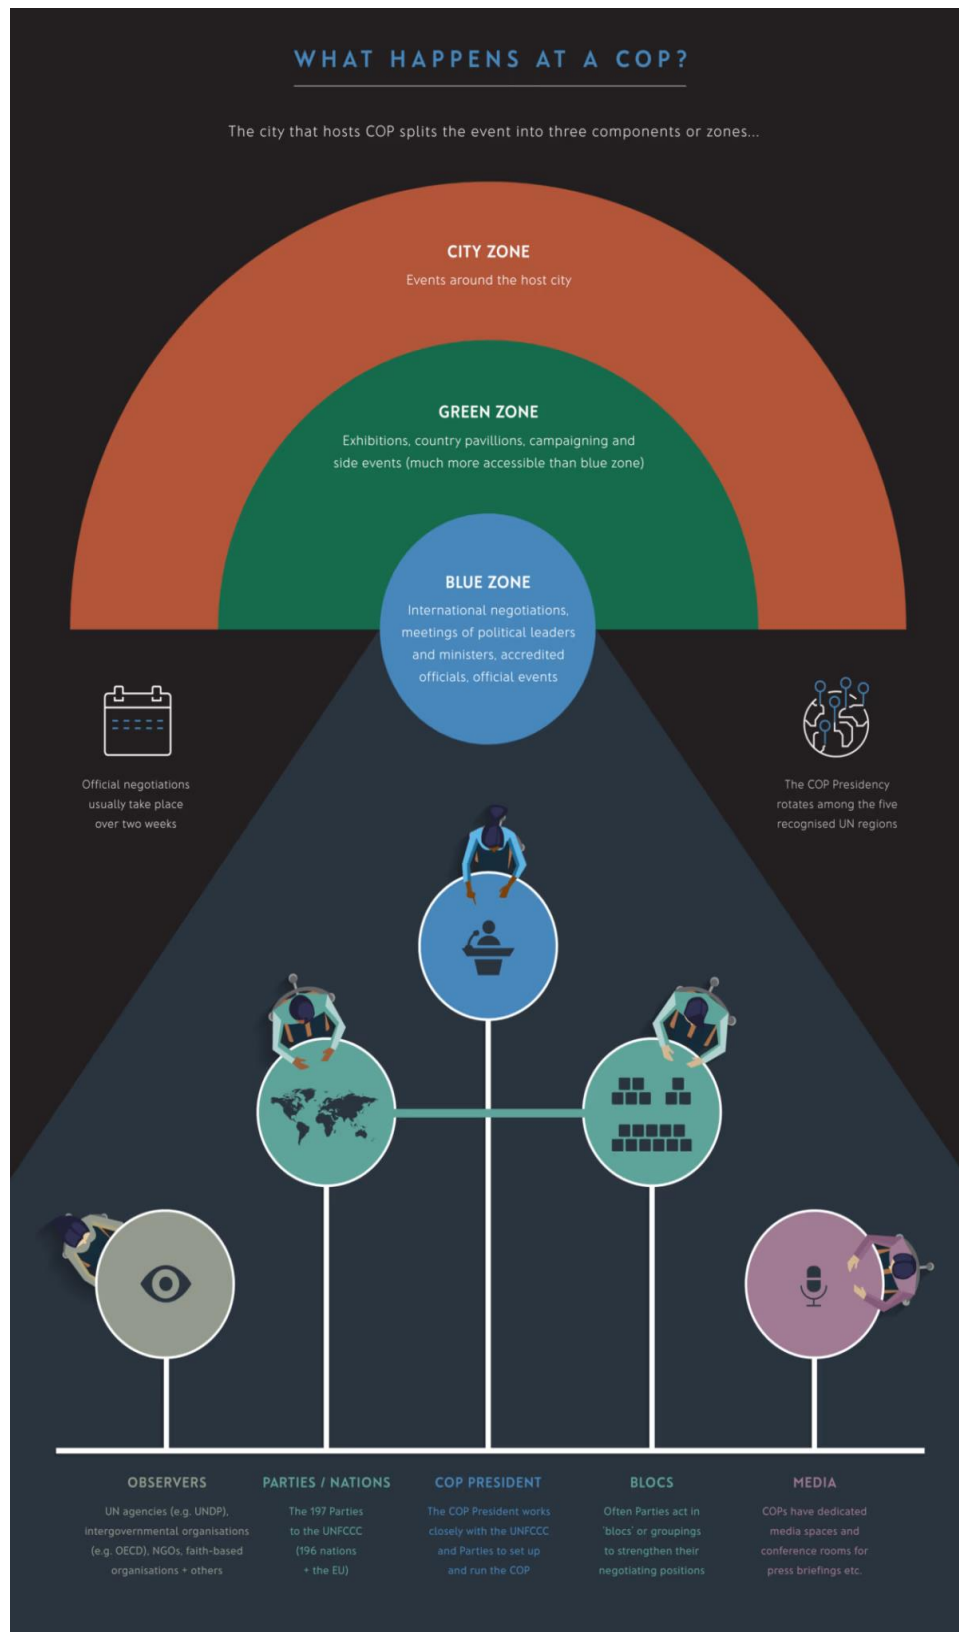 WHAT HAPPENS AT A COP?
The city that hosts COP splits the event into three components or zones...
CITY ZONE
Events around the host city
GREEN ZONE
Exhibitions, country pavillions, campaigning and
side events (much more accessible than blue zone)
BLUE ZONE
International negotiations,
meetings of political leaders
and ministers, accredited
officials, official events
Official negotiations
usually take place
over two weeks
The COP Presidency
rotates among the five
recognised UN regions
OBSERVERS
UN agencies (e.g. UNDP),
intergovernmental organisations
(e.g. OECD), NGOs, faith-based
organisations + others
PARTIES / NATIONS
The 197 Parties
to the UNFCCC
(196 nations
+ the EU)
COP PRESIDENT
The COP President works
closely with the UNFCCC
and Parties to set up
and run the COP
BLOCS
Often Parties act in
'blocs' or groupings
to strengthen their
negotiating positions
MEDIA
COPs have dedicated
media spaces and
conference rooms for
press briefings etc.